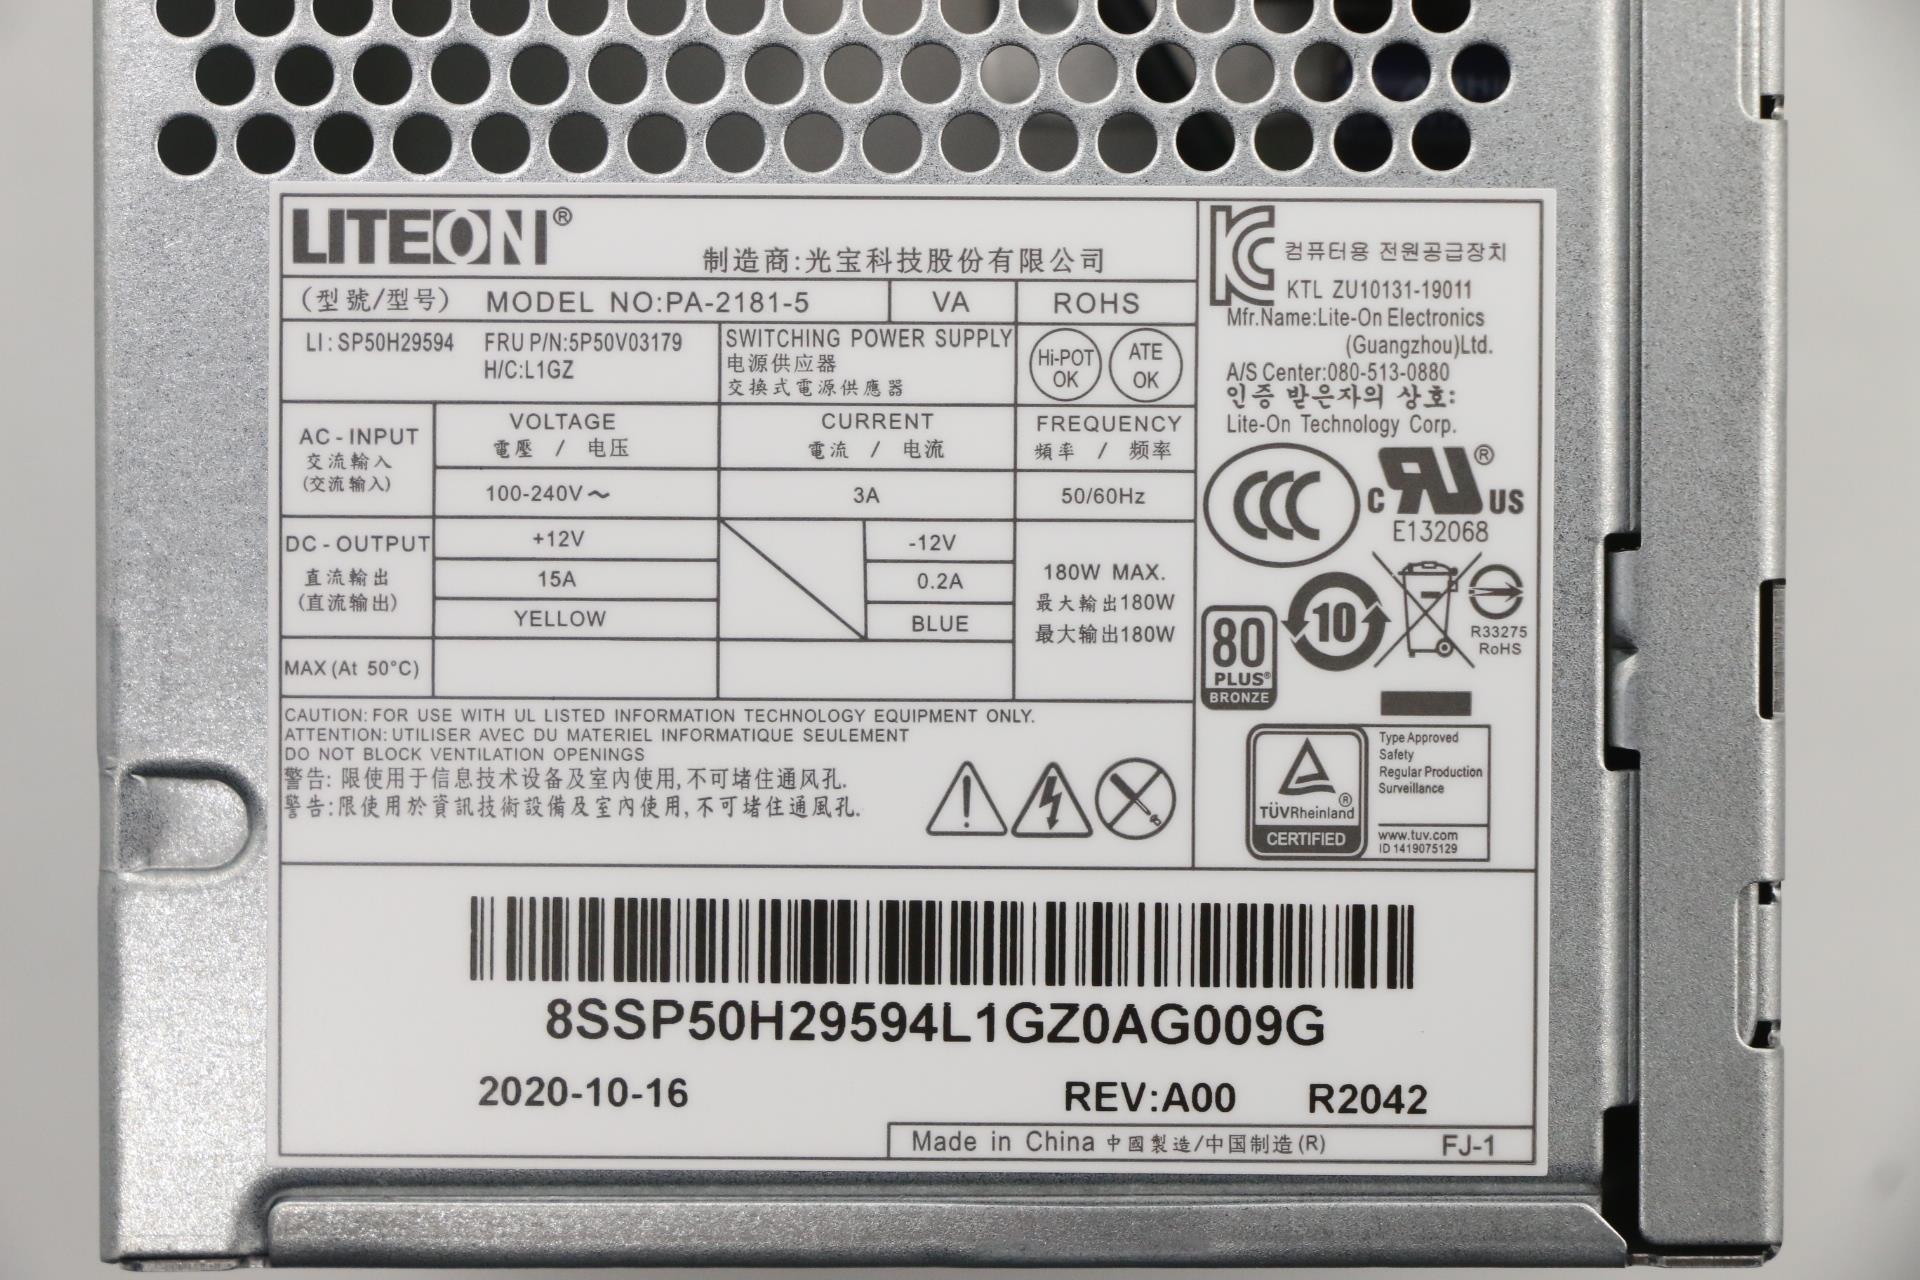 LITEON®
制造商:光宝科技股份有限公司
(型號/型号) MODEL NO:PA-2181-5 VA ROHS
LI:SP50H29594 FRU P/N:5P50V03179
H/C:L1GZ
SWITCHING POWER SUPPLY
电源供应器
交換式電源供應器
Hi-POT OK
ATE OK
AC-INPUT
交流輸入
(交流输入)
VOLTAGE
電壓 / 电压
CURRENT
電流 / 电流
FREQUENCY
頻率 / 频率
100-240V～ 3A 50/60Hz
DC-OUTPUT
直流輸出
(直流输出)
+12V -12V
15A 0.2A
YELLOW BLUE
180W MAX.
最大輸出180W
最大输出180W
MAX(At 50°C)
CAUTION: FOR USE WITH UL LISTED INFORMATION TECHNOLOGY EQUIPMENT ONLY.
ATTENTION: UTILISER AVEC DU MATERIEL INFORMATIQUE SEULEMENT
DO NOT BLOCK VENTILATION OPENINGS
警告: 限使用于信息技术设备及室内使用,不可堵住通风孔.
警告:限使用於資訊技術設備及室內使用,不可堵住通風孔.
컴퓨터용 전원공급장치
KTL ZU10131-19011
Mfr.Name:Lite-On Electronics
(Guangzhou)Ltd.
A/S Center:080-513-0880
인증 받은자의 상호:
Lite-On Technology Corp.
CCC
c RU US ®
E132068
80
PLUS®
BRONZE
10
R33275
RoHS
TÜVRheinland ®
CERTIFIED
Type Approved
Safety
Regular Production
Surveillance
www.tuv.com
ID 1419075129
8SSP50H29594L1GZ0AG009G
2020-10-16 REV:A00 R2042
Made in China 中國製造/中国制造(R) FJ-1